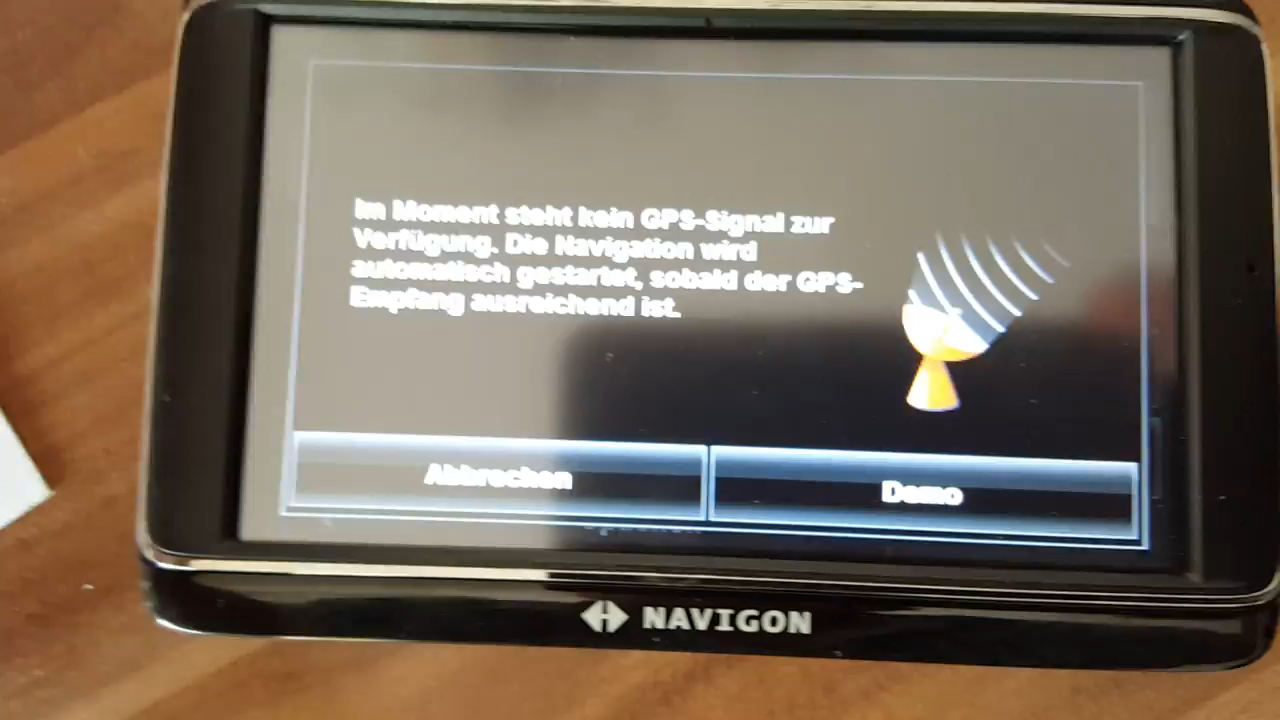 Im Moment steht kein GPS-Signal zur
Verfügung. Die Navigation wird
automatisch gestartet, sobald der GPS-
Empfang ausreichend ist.
Abbrechen
Demo
NAVIGON